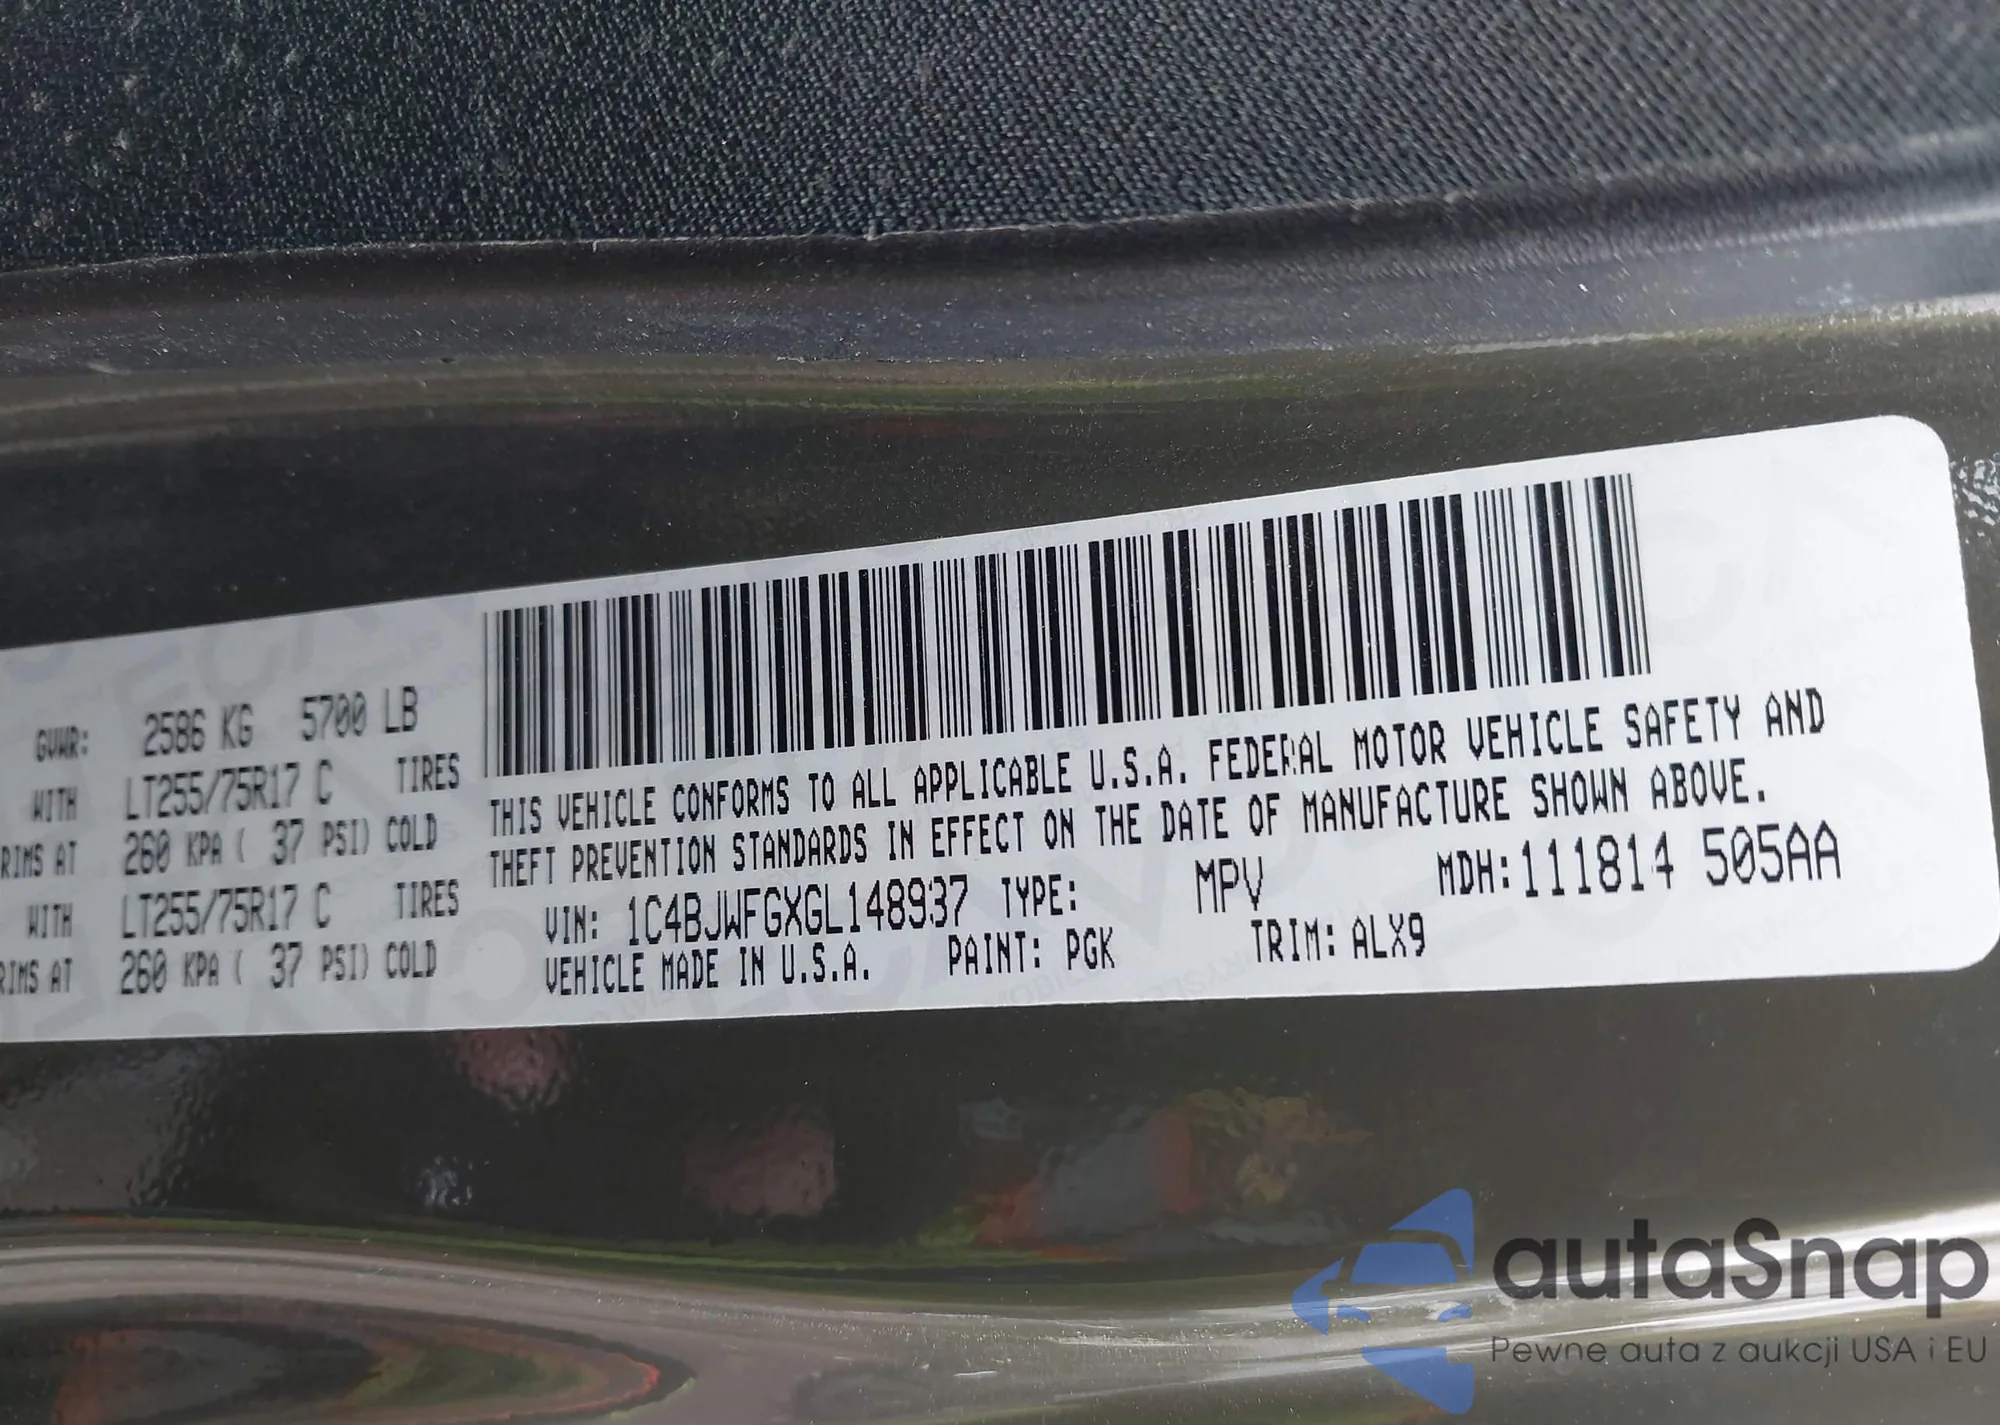 GVWR: 2586 KG 5700 LB
WITH LT255/75R17 C TIRES
RIMS AT 260 KPA ( 37 PSI) COLD
WITH LT255/75R17 C TIRES
RIMS AT 260 KPA ( 37 PSI) COLD
THIS VEHICLE CONFORMS TO ALL APPLICABLE U.S.A. FEDERAL MOTOR VEHICLE SAFETY AND
THEFT PREVENTION STANDARDS IN EFFECT ON THE DATE OF MANUFACTURE SHOWN ABOVE.
VIN: 1C4BJWFGXGL148937 TYPE: MPV MDH: 111814 505AA
VEHICLE MADE IN U.S.A. PAINT: PGK TRIM: ALX9
autaSnap
Pewne auta z aukcji USA i EU